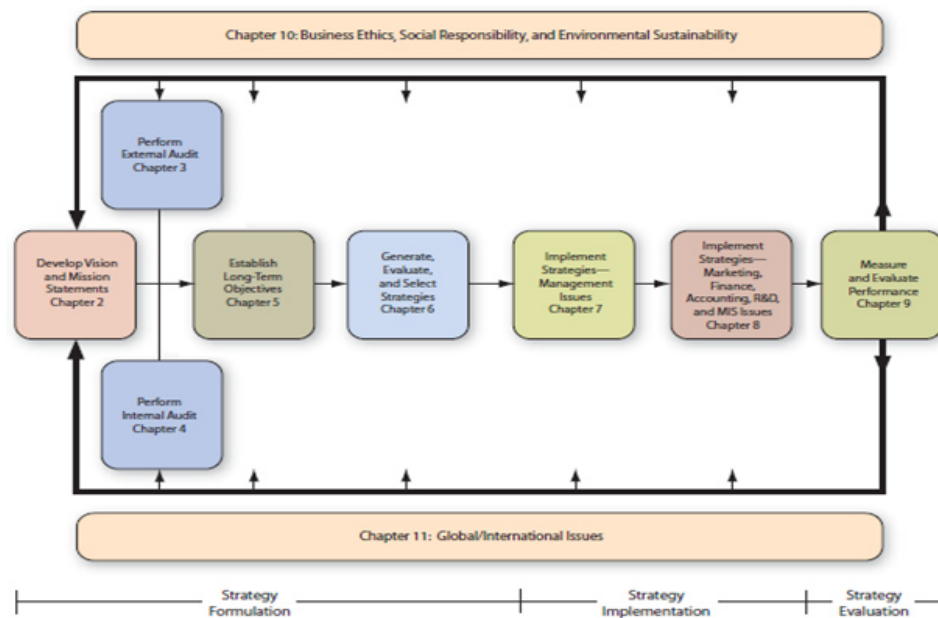 Chapter 10: Business Ethics, Social Responsibility, and Environmental Sustainability
Perform
External Audit
Chapter 3
Develop Vision
and Mission
Statements
Chapter 2
Establish
Long-Term
Objectives
Chapter 5
Generate,
Evaluate,
and Select
Strategies
Chapter 6
Implement
Strategies—
Management
Issues
Chapter 7
Implement
Strategies—
Marketing,
Finance,
Accounting, R&D,
and MIS Issues
Chapter 8
Measure
and Evaluate
Performance
Chapter 9
Perform
Internal Audit
Chapter 4
Chapter 11: Global/International Issues
Strategy
Formulation
Strategy
Implementation
Strategy
Evaluation